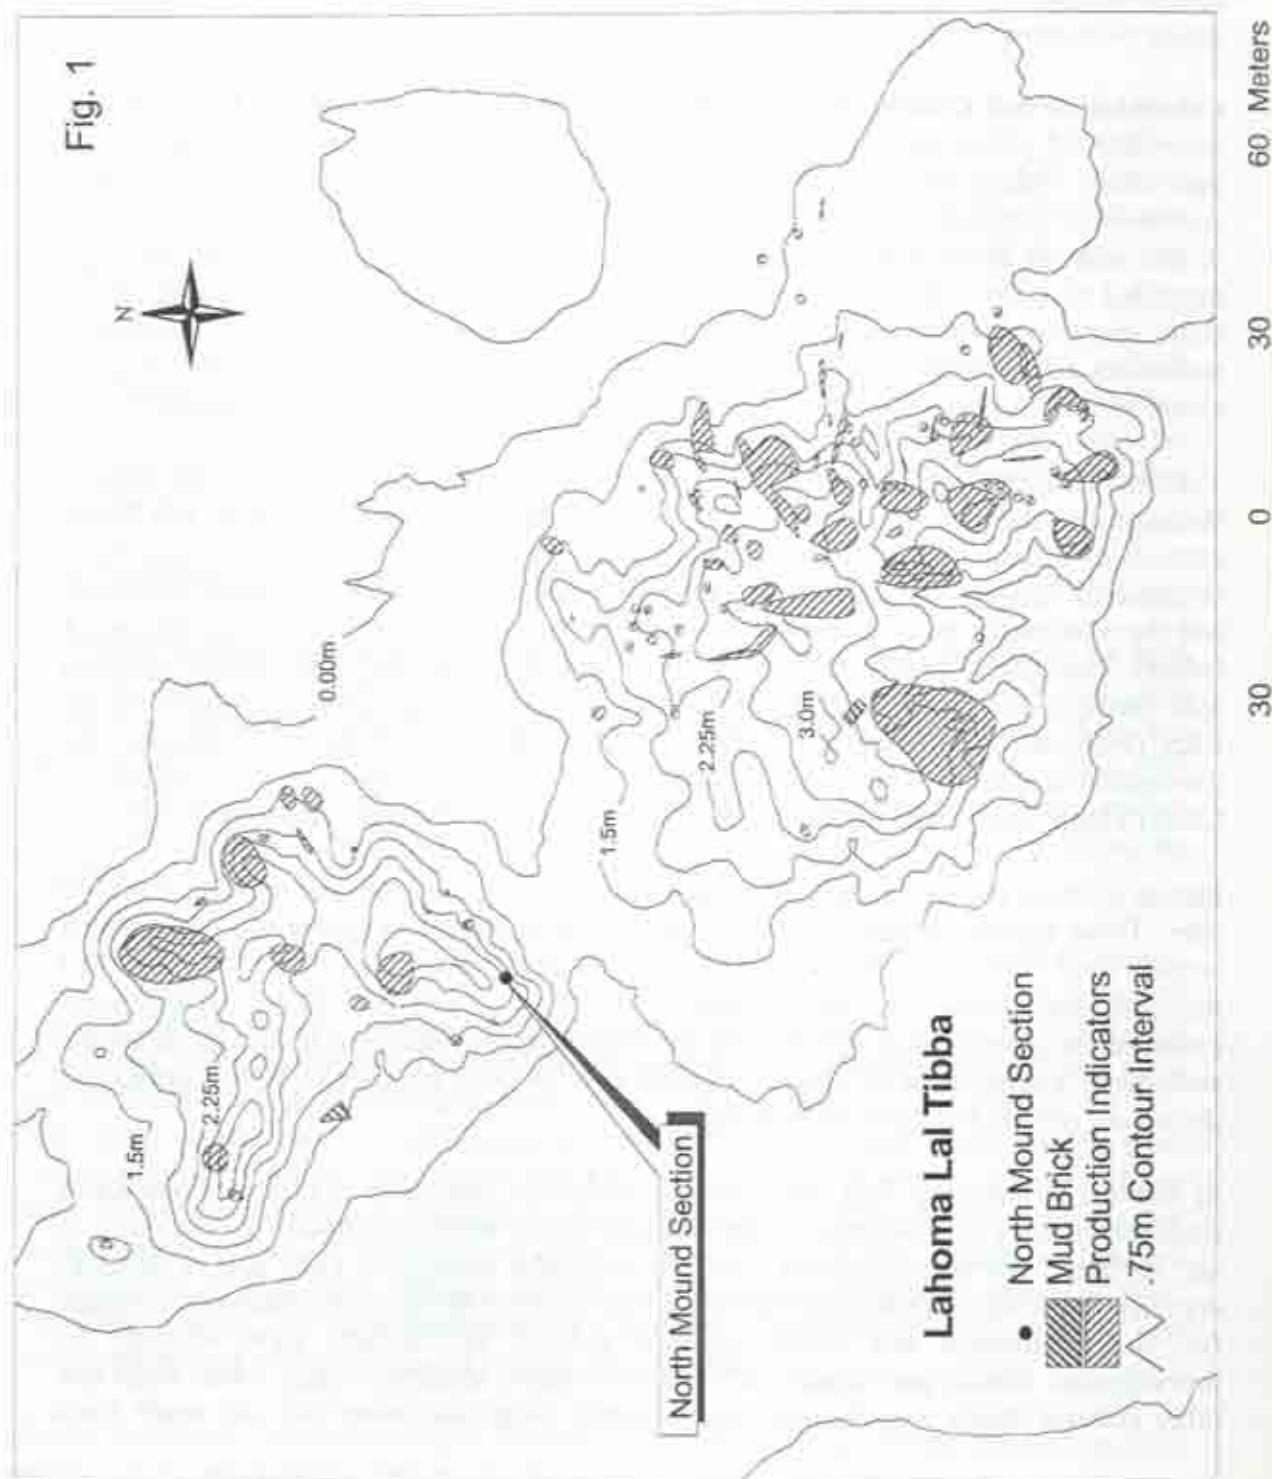 Fig. 1
N
0.00m
1.5m
2.25m
1.5m
2.25m
3.0m
North Mound Section
Lahoma Lal Tibba
North Mound Section
Mud Brick
Production Indicators
.75m Contour Interval
30 0 30 60 Meters